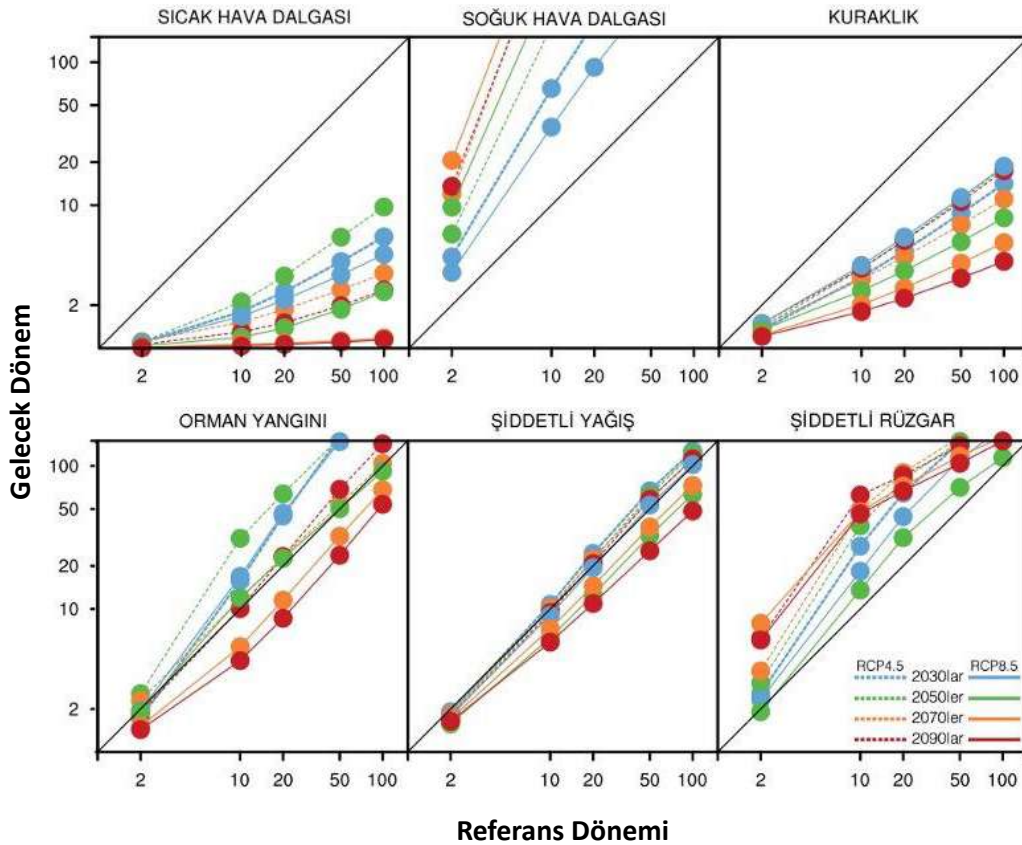 SICAK HAVA DALGASI
SOĞUK HAVA DALGASI
KURAKLIK
100
50
20
10
2
2 10 20 50 100
2 10 20 50 100
2 10 20 50 100
Gelecek Dönem
ORMAN YANGINI
ŞİDDETLİ YAĞIŞ
ŞİDDETLİ RÜZGAR
100
50
20
10
2
RCP4.5 RCP8.5
2030lar
2050ler
2070ler
2090lar
2 10 20 50 100
2 10 20 50 100
2 10 20 50 100
Referans Dönemi